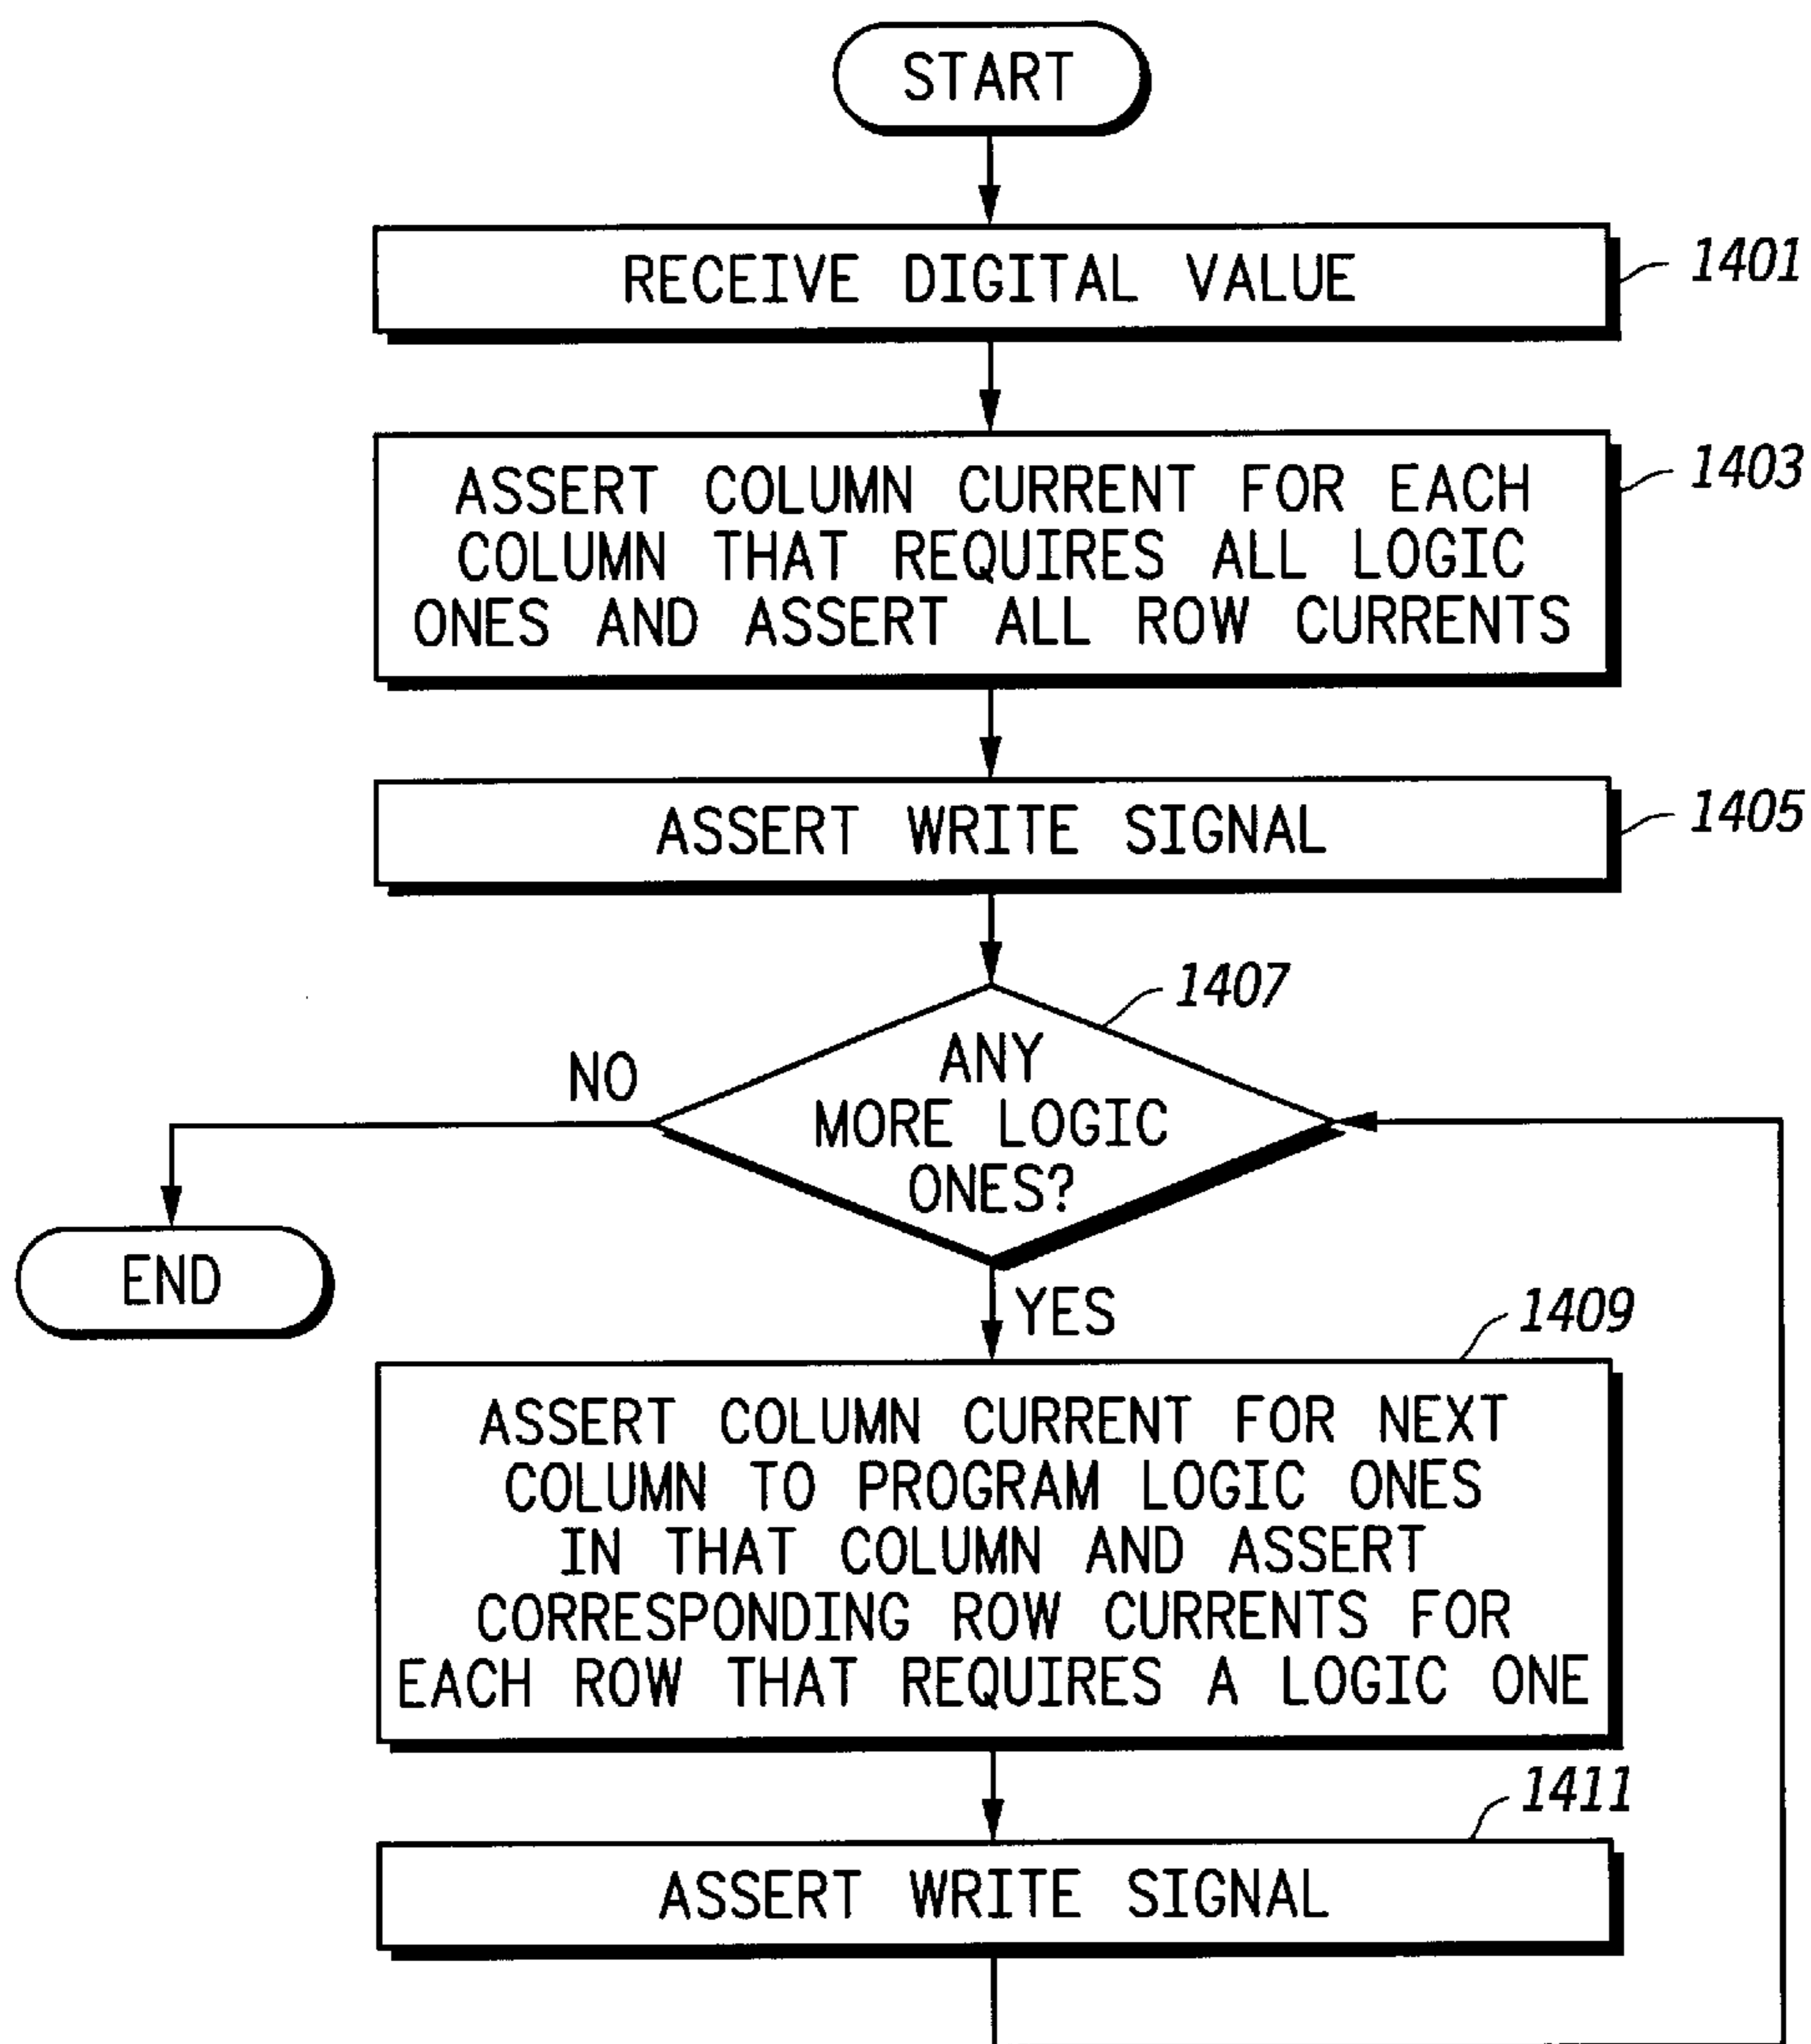 START
RECEIVE DIGITAL VALUE
1401
ASSERT COLUMN CURRENT FOR EACH
COLUMN THAT REQUIRES ALL LOGIC
ONES AND ASSERT ALL ROW CURRENTS
1403
ASSERT WRITE SIGNAL
1405
1407
ANY
MORE LOGIC
ONES?
NO
END
YES
1409
ASSERT COLUMN CURRENT FOR NEXT
COLUMN TO PROGRAM LOGIC ONES
IN THAT COLUMN AND ASSERT
CORRESPONDING ROW CURRENTS FOR
EACH ROW THAT REQUIRES A LOGIC ONE
1411
ASSERT WRITE SIGNAL